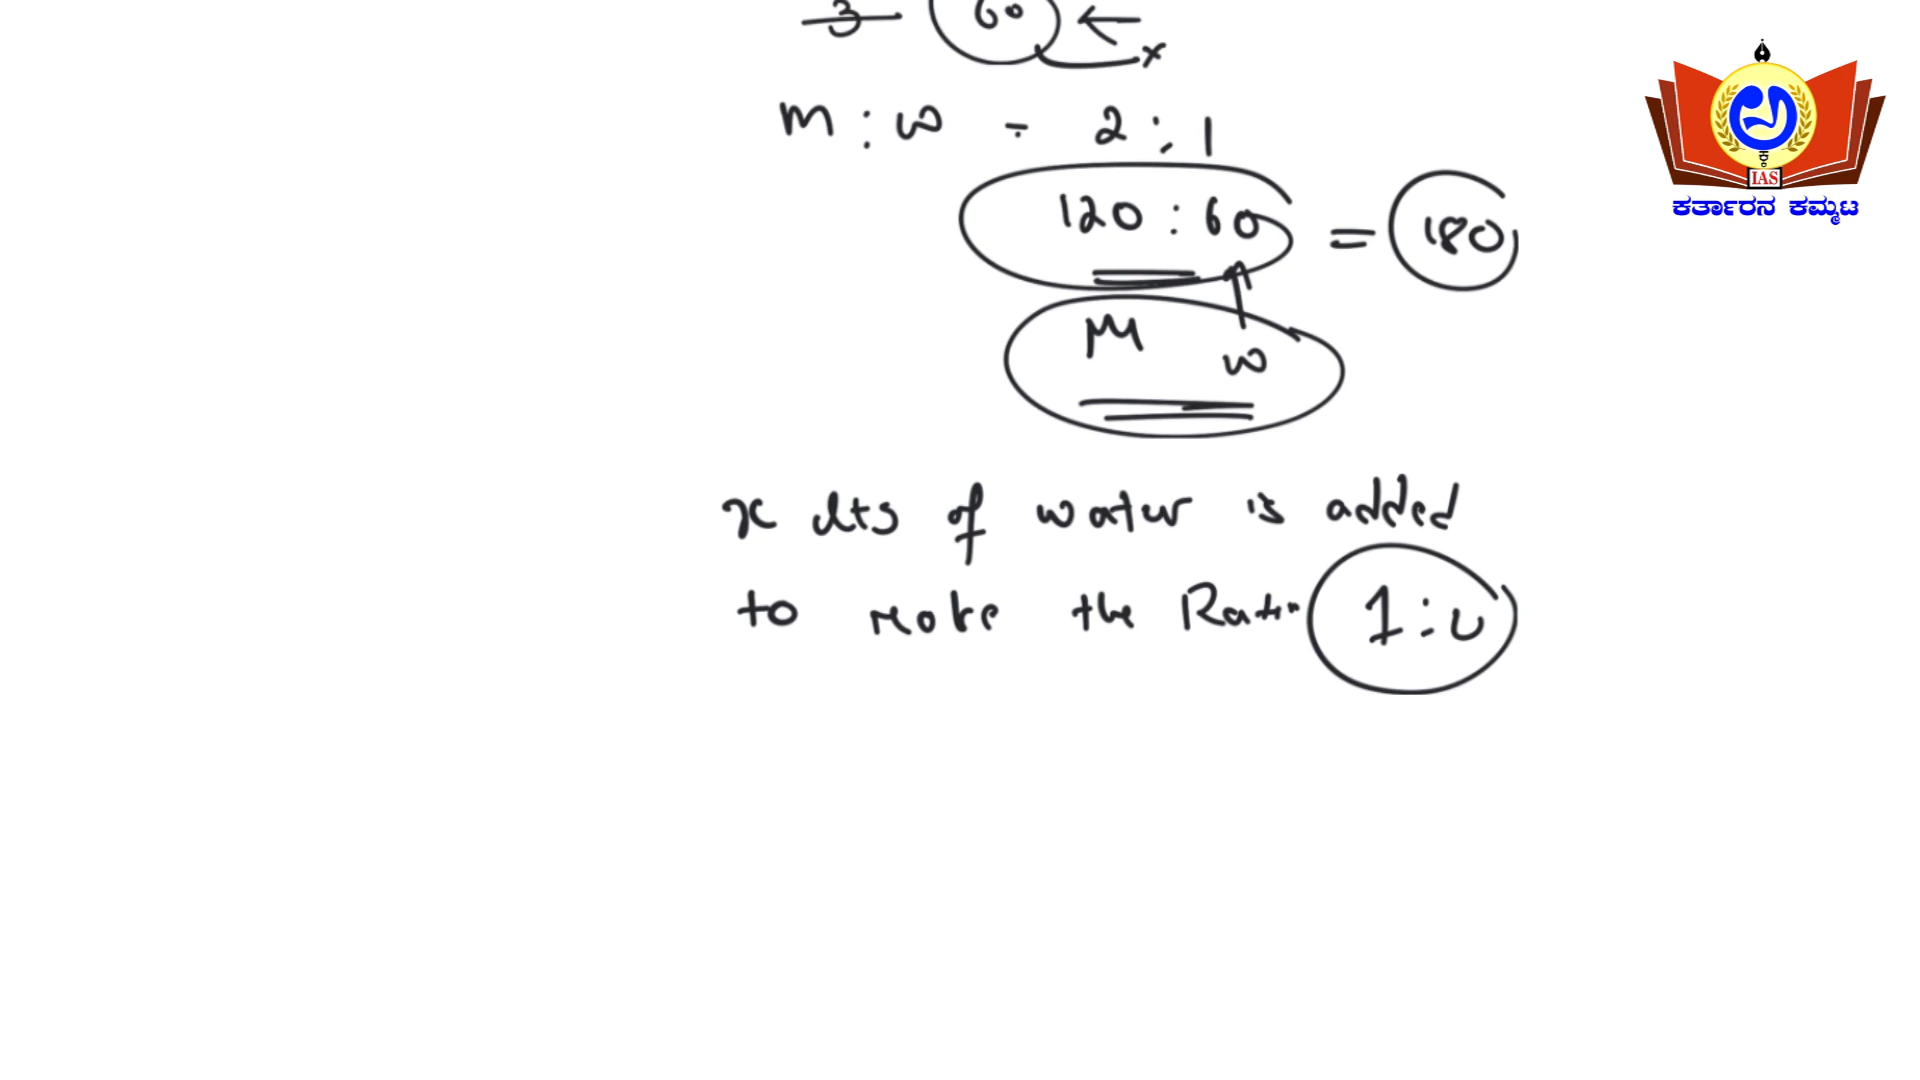 3 60 ← x
m : w = 2 : 1
120 : 60 = 180
M w
x lts of water is added
to make the Ratio 1 : 
IAS
ಕರ್ತಾರನ ಕಮ್ಮಟ